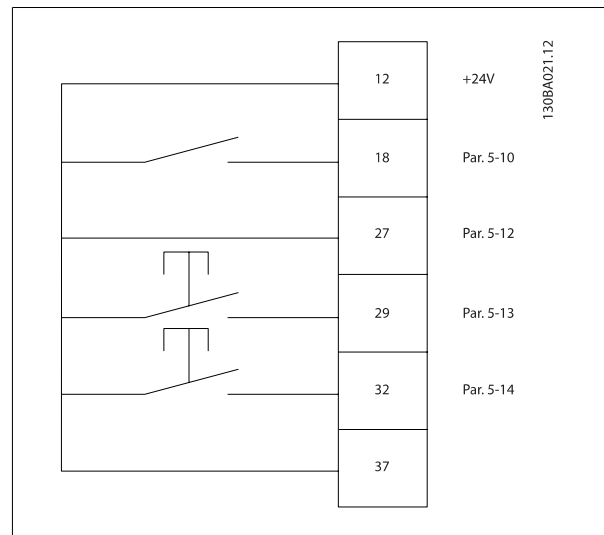 12 +24V
18 Par. 5-10
27 Par. 5-12
29 Par. 5-13
32 Par. 5-14
37
130BA021.12